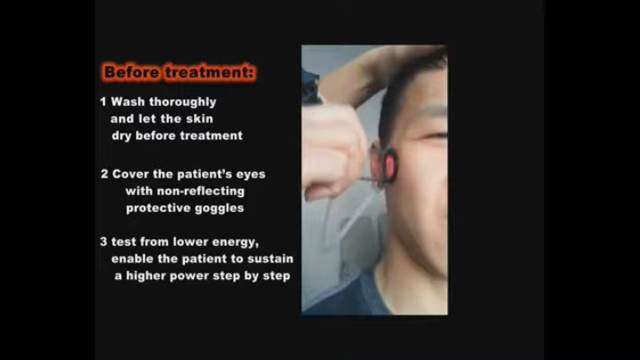 Before treatment:
1 Wash thoroughly
and let the skin
dry before treatment
2 Cover the patient's eyes
with non-reflecting
protective goggles
3 test from lower energy,
enable the patient to sustain
a higher power step by step